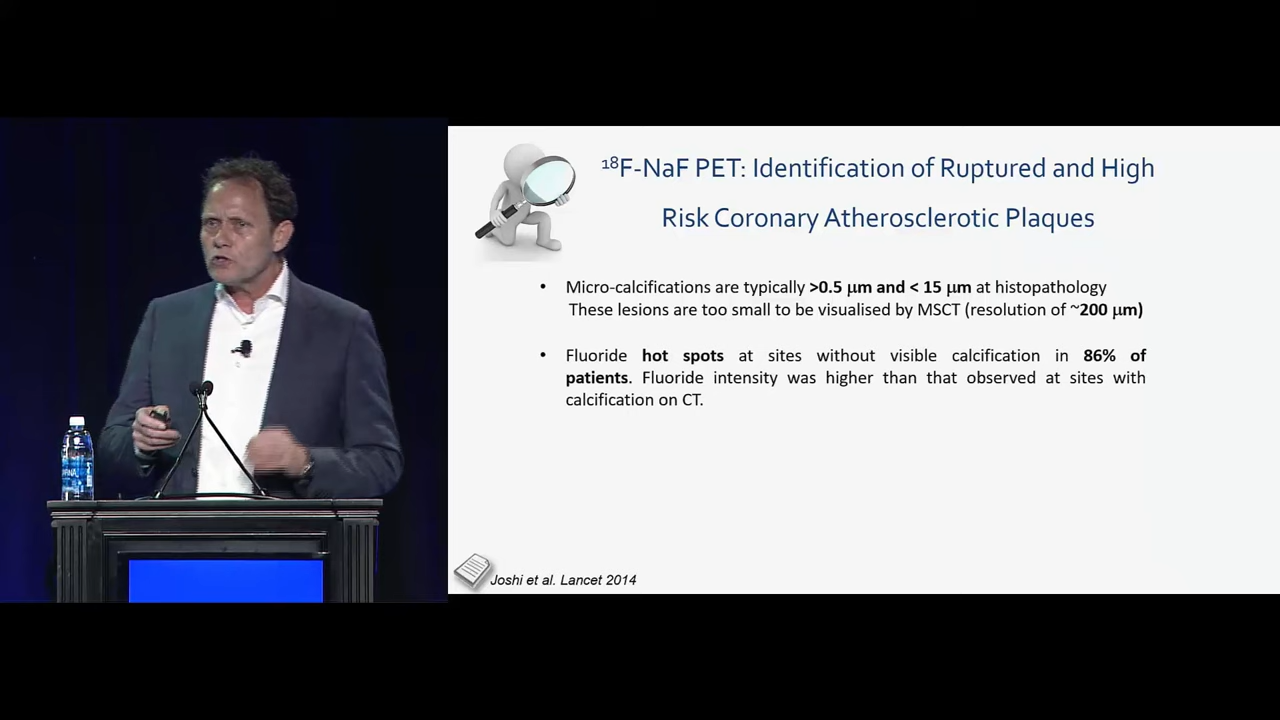 ¹⁸F-NaF PET: Identification of Ruptured and High
Risk Coronary Atherosclerotic Plaques
• Micro-calcifications are typically >0.5 μm and < 15 μm at histopathology
These lesions are too small to be visualised by MSCT (resolution of ~200 μm)
• Fluoride hot spots at sites without visible calcification in 86% of
patients. Fluoride intensity was higher than that observed at sites with
calcification on CT.
Joshi et al. Lancet 2014